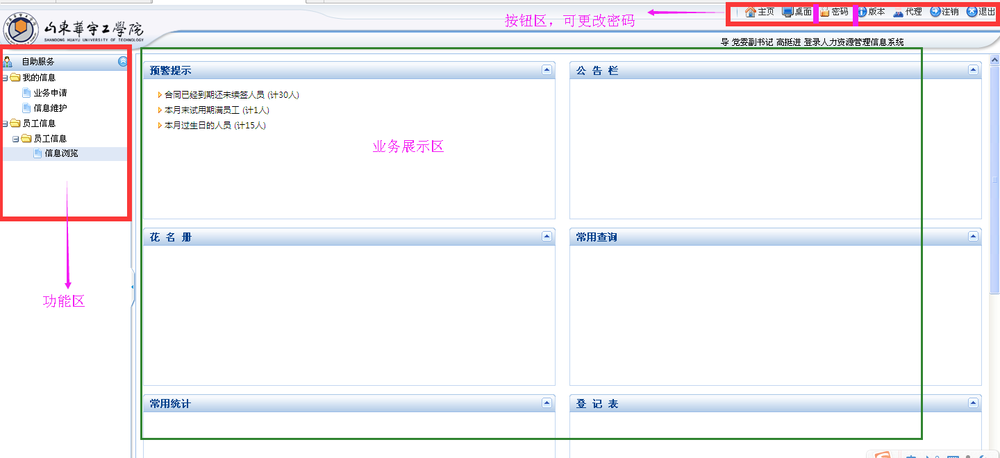 主页 桌面 密码 版本 代理 注销 退出
按钮区，可更改密码
山東華宇工學院
SHANDONG HUAYU UNIVERSITY OF TECHNOLOGY
导 党委副书记 高挺进 登录人力资源管理信息系统
自助服务
我的信息
业务申请
信息维护
员工信息
员工信息
信息浏览
功能区
预警提示
合同已经到期还未续签人员 (计30人)
本月末试用期满员工 (计1人)
本月过生日的人员 (计15人)
业务展示区
公 告 栏
花 名 册
常用查询
常用统计
登 记 表